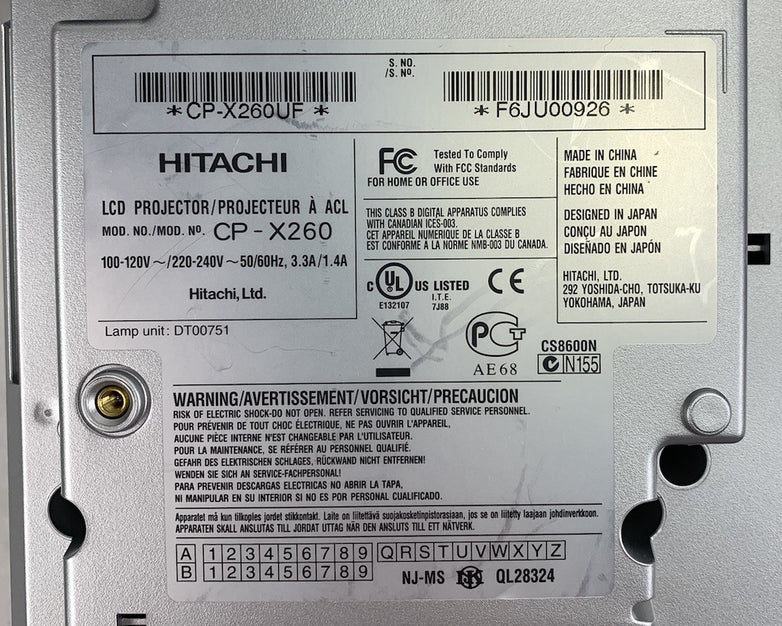 S. NO.
/S. Nº.
*CP-X260UF*
*F6JU00926*
HITACHI
LCD PROJECTOR/PROJECTEUR À ACL
MOD. NO./MOD. Nº. CP-X260
100-120V～/220-240V～50/60Hz, 3.3A/1.4A
Hitachi, Ltd.
Lamp unit: DT00751
FC Tested To Comply
With FCC Standards
FOR HOME OR OFFICE USE
THIS CLASS B DIGITAL APPARATUS COMPLIES
WITH CANADIAN ICES-003.
CET APPAREIL NUMERIQUE DE LA CLASSE B
EST CONFORME À LA NORME NMB-003 DU CANADA.
C UL US LISTED
I.T.E.
E132107 7J88
CE
PCT
AE68
MADE IN CHINA
FABRIQUE EN CHINE
HECHO EN CHINA
DESIGNED IN JAPAN
CONÇU AU JAPON
DISEÑADO EN JAPÓN
HITACHI, LTD.
292 YOSHIDA-CHO, TOTSUKA-KU
YOKOHAMA, JAPAN
CS8600N
N155
WARNING/AVERTISSEMENT/VORSICHT/PRECAUCION
RISK OF ELECTRIC SHOCK-DO NOT OPEN. REFER SERVICING TO QUALIFIED SERVICE PERSONNEL.
POUR PRÉVENIR DE TOUT CHOC ÉLECTRIQUE, NE PAS OUVRIR L'APPAREIL,
AUCUNE PIÈCE INTERNE N'EST CHANGEABLE PAR L'UTILISATEUR.
POUR LA MAINTENANCE, SE RÉFÉRER AU PERSONNEL QUALIFIÉ.
GEFAHR DES ELEKTRISCHEN SCHLAGES, RÜCKWAND NICHT ENTFERNEN!
WENDEN SIE SICH AN SERVICE-FACHPERSONAL!
PARA PREVENIR DESCARGAS ELECTRICAS NO ABRIR LA TAPA,
NI MANIPULAR EN SU INTERIOR SI NO ES POR PERSONAL CUALIFICADO.
Apparatet må kun tilkoples jordet stikkontakt. Laite on liitettävä suojakosketinpistorasiaan, jos se on liitetty laajaan johdinverkkoon.
APPARATEN SKALL ANSLUTAS TILL JORDAT UTTAG NÄR DEN ANSLUTS TILL ETT NÄTVERK.
A 1 2 3 4 5 6 7 8 9 Q R S T U V W X Y Z
B 1 2 3 4 5 6 7 8 9
NJ-MS QL28324